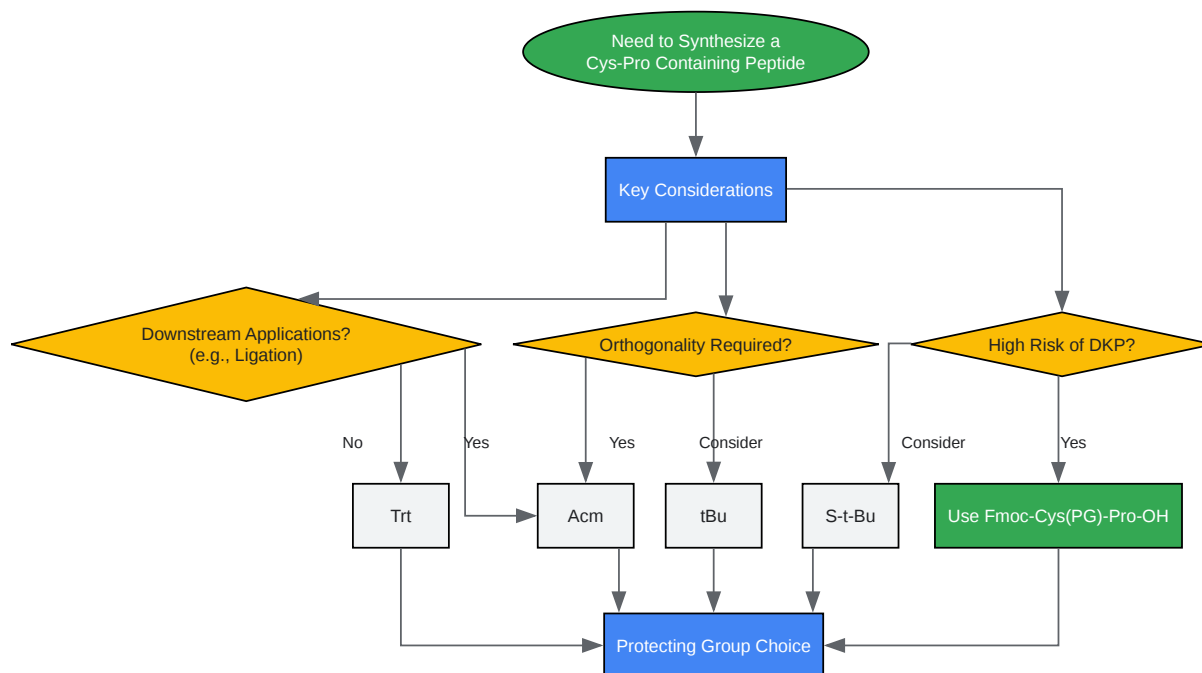 Need to Synthesize a
Cys-Pro Containing Peptide
Key Considerations
Downstream Applications?
(e.g., Ligation)
Orthogonality Required?
High Risk of DKP?
No
Yes
Yes
Consider
Consider
Yes
Trt
Acm
tBu
S-t-Bu
Use Fmoc-Cys(PG)-Pro-OH
Protecting Group Choice